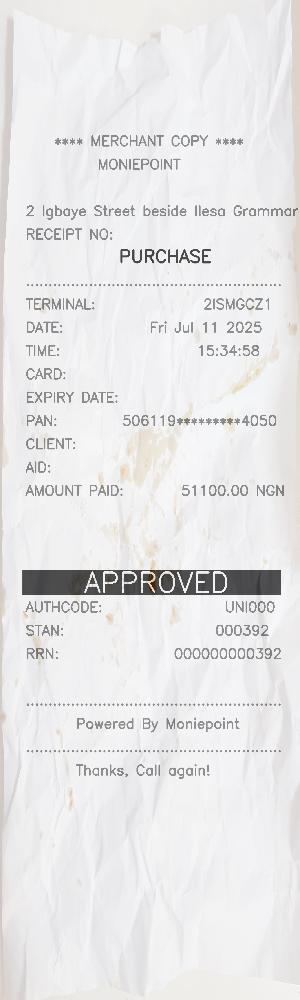 **** MERCHANT COPY ****
MONIEPOINT
2 Igbaye Street beside Ilesa Grammar
RECEIPT NO:
PURCHASE
TERMINAL: 2ISMGCZ1
DATE: Fri Jul 11 2025
TIME: 15:34:58
CARD:
EXPIRY DATE:
PAN: 506119*********4050
CLIENT:
AID:
AMOUNT PAID: 51100.00 NGN
APPROVED
AUTHCODE: UNI000
STAN: 000392
RRN: 000000000392
Powered By Moniepoint
Thanks, Call again!